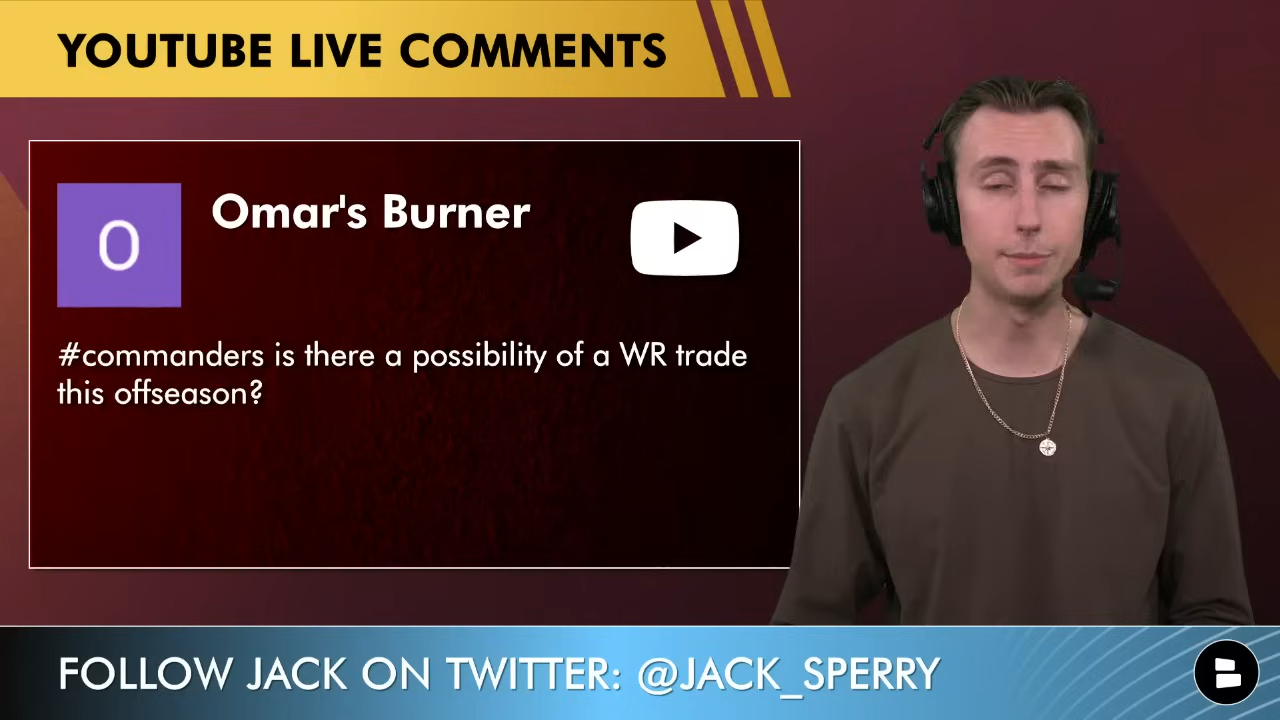 YOUTUBE LIVE COMMENTS
O
Omar's Burner
#commanders is there a possibility of a WR trade
this offseason?
FOLLOW JACK ON TWITTER: @JACK_SPERRY